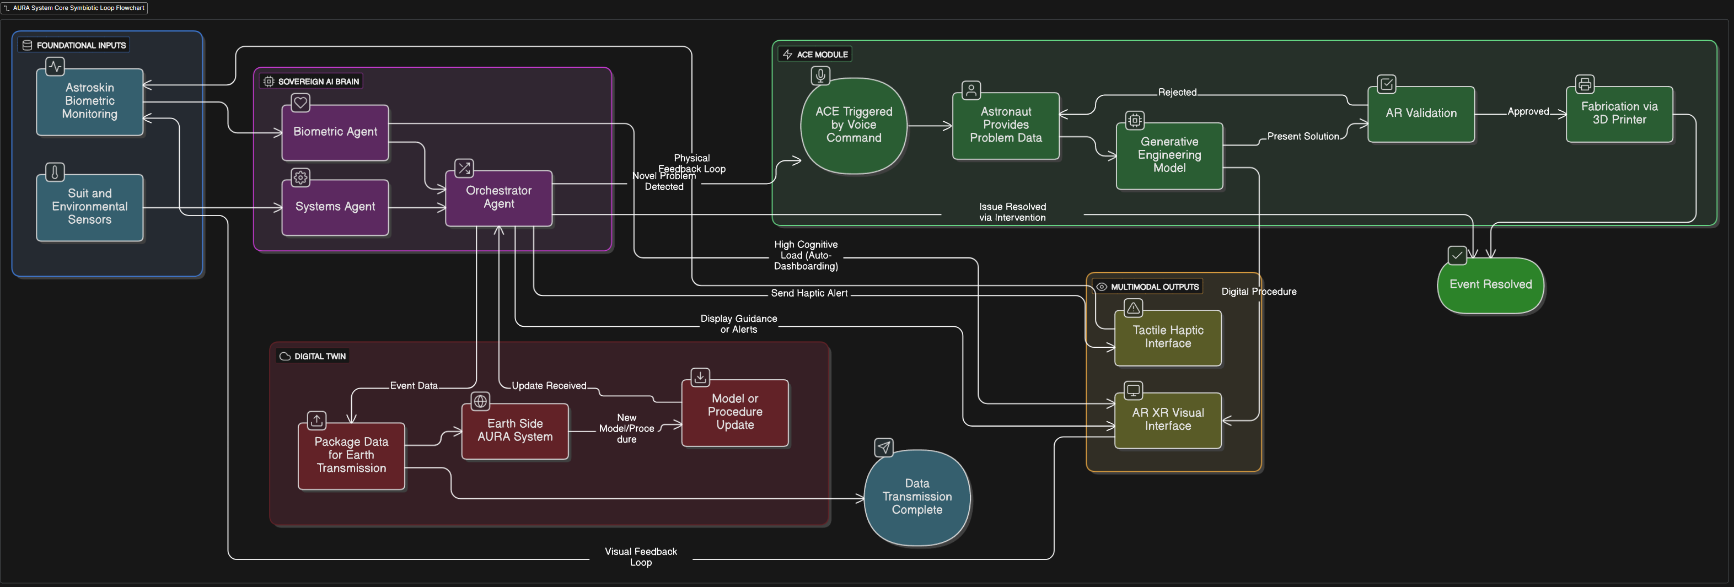 AURA System Core Symbiotic Loop Flowchart
FOUNDATIONAL INPUTS
Astroskin
Biometric
Monitoring
Suit and
Environmental
Sensors
SOVEREIGN AI BRAIN
Biometric Agent
Systems Agent
Orchestrator
Agent
Physical
Feedback Loop
Novel Problem
Detected
ACE MODULE
ACE Triggered
by Voice
Command
Astronaut
Provides
Problem Data
Rejected
Generative
Engineering
Model
Present Solution
AR Validation
Approved
Fabrication via
3D Printer
Issue Resolved
via Intervention
Event Resolved
High Cognitive
Load (Auto-
Dashboarding)
Send Haptic Alert
Display Guidance
or Alerts
MULTIMODAL OUTPUTS
Digital Procedure
Tactile Haptic
Interface
AR XR Visual
Interface
DIGITAL TWIN
Event Data
Update Received
Package Data
for Earth
Transmission
Earth Side
AURA System
New
Model/Proce
dure
Model or
Procedure
Update
Data
Transmission
Complete
Visual Feedback
Loop